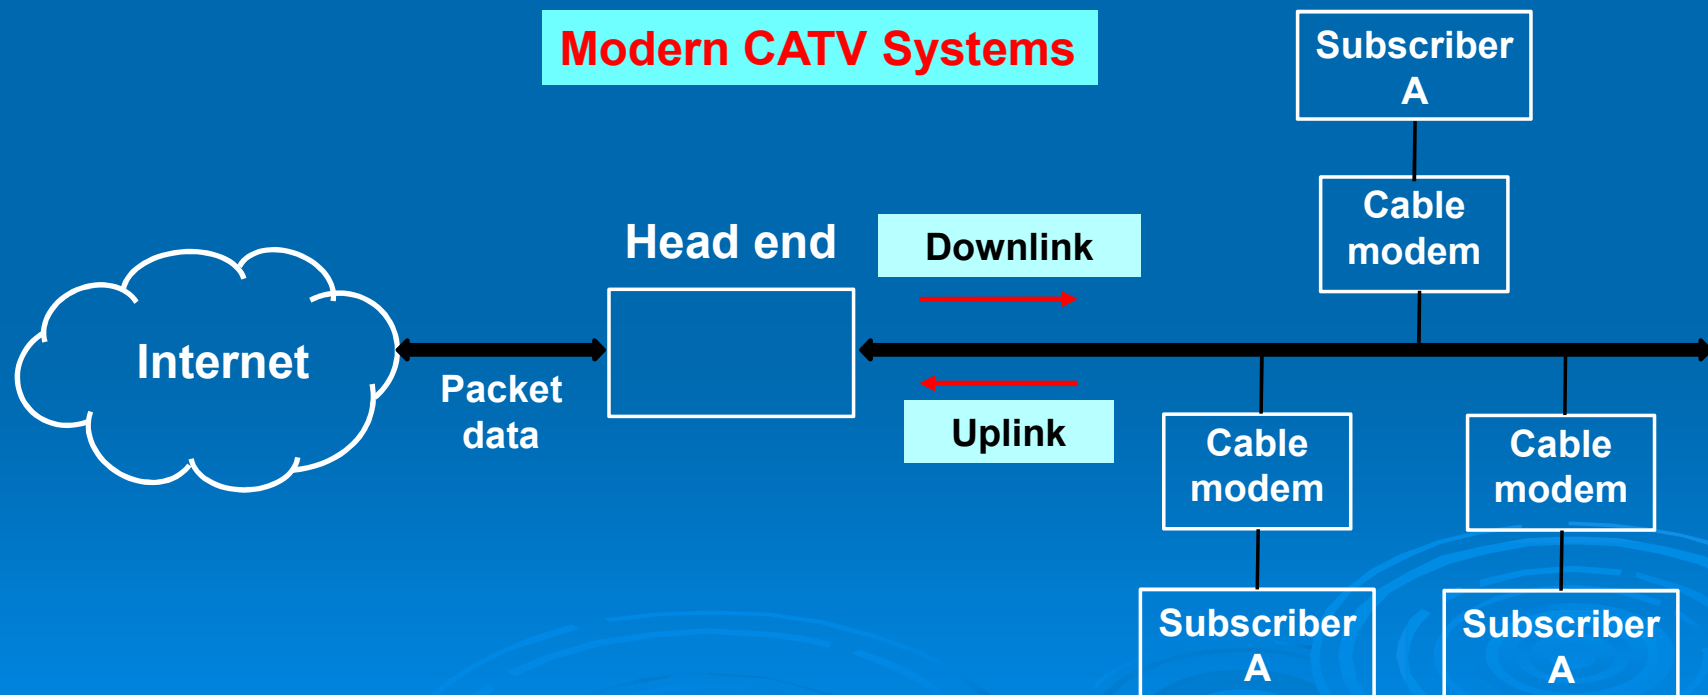 Modern CATV Systems
Subscriber
A
Cable
modem
Head end
Downlink
Internet
Packet
data
Uplink
Cable
modem
Cable
modem
Subscriber
A
Subscriber
A